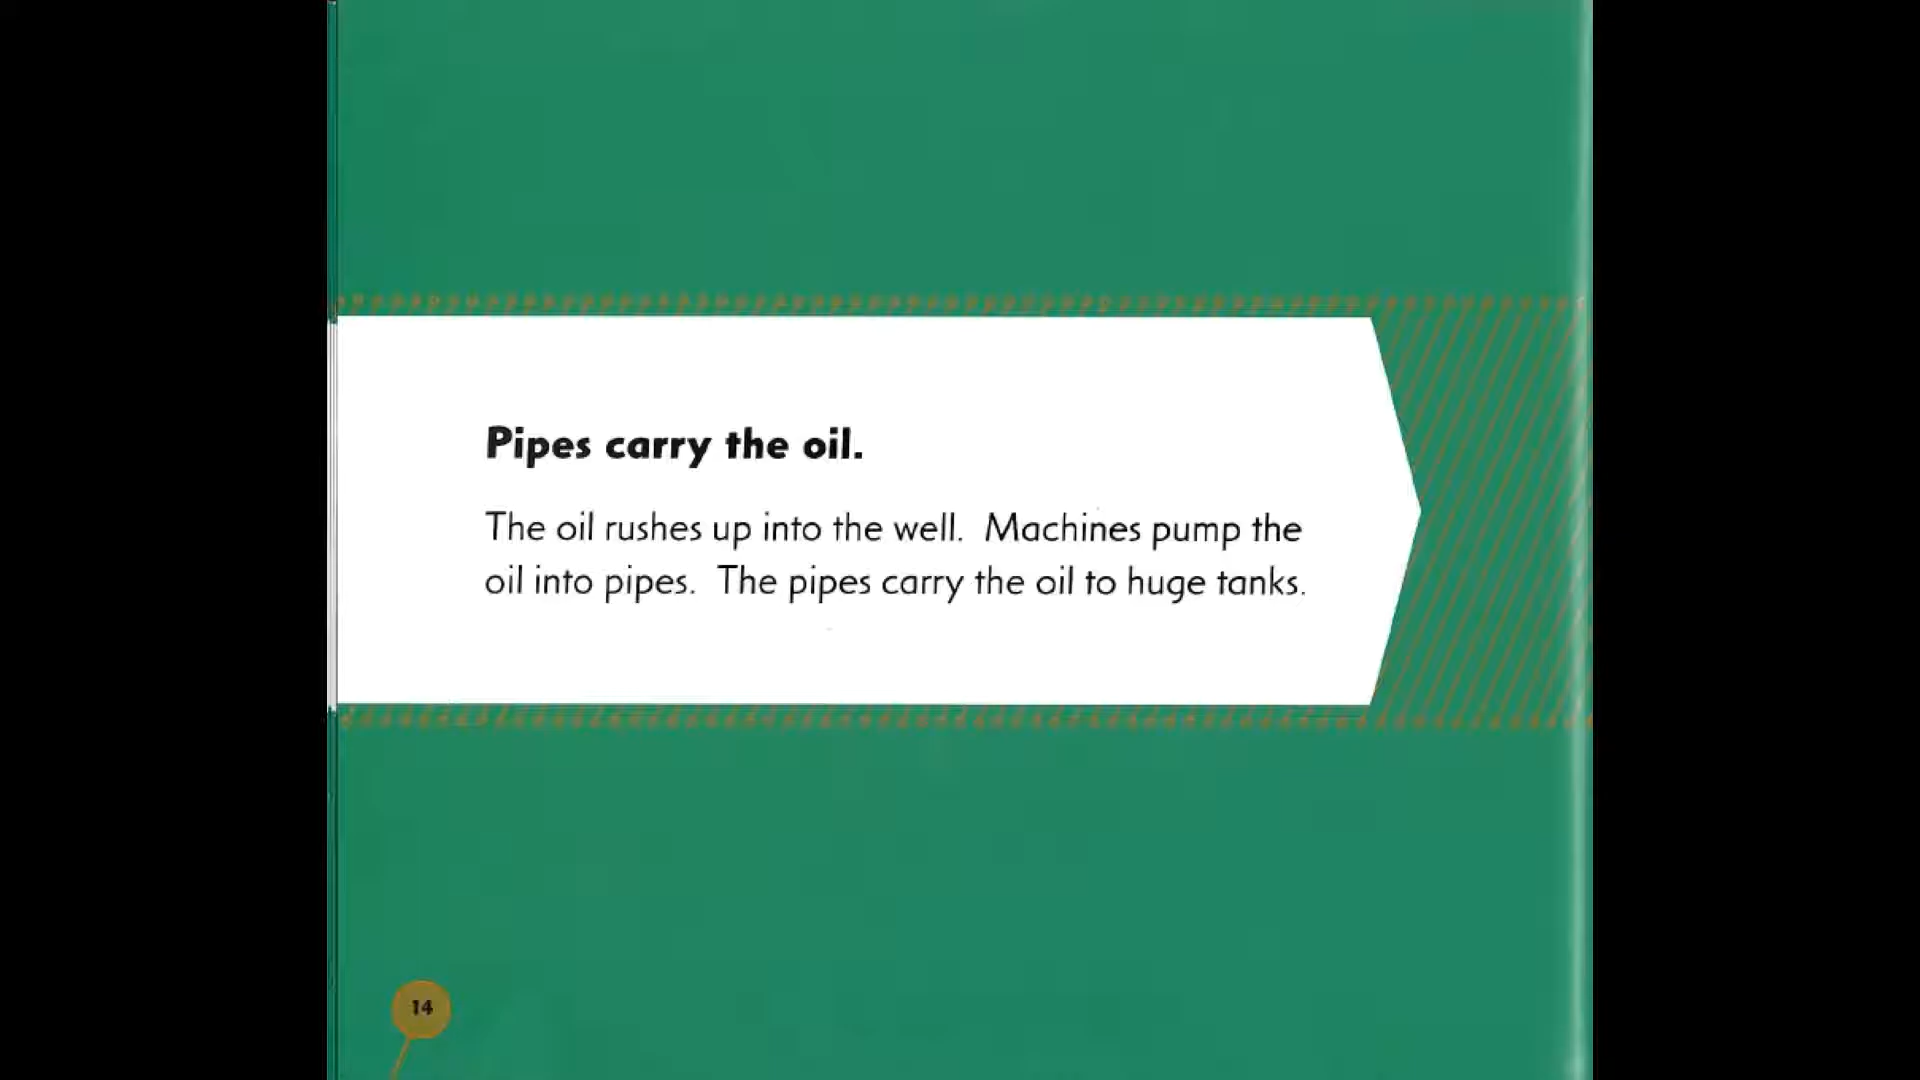 Pipes carry the oil.
The oil rushes up into the well. Machines pump the
oil into pipes. The pipes carry the oil to huge tanks.
14